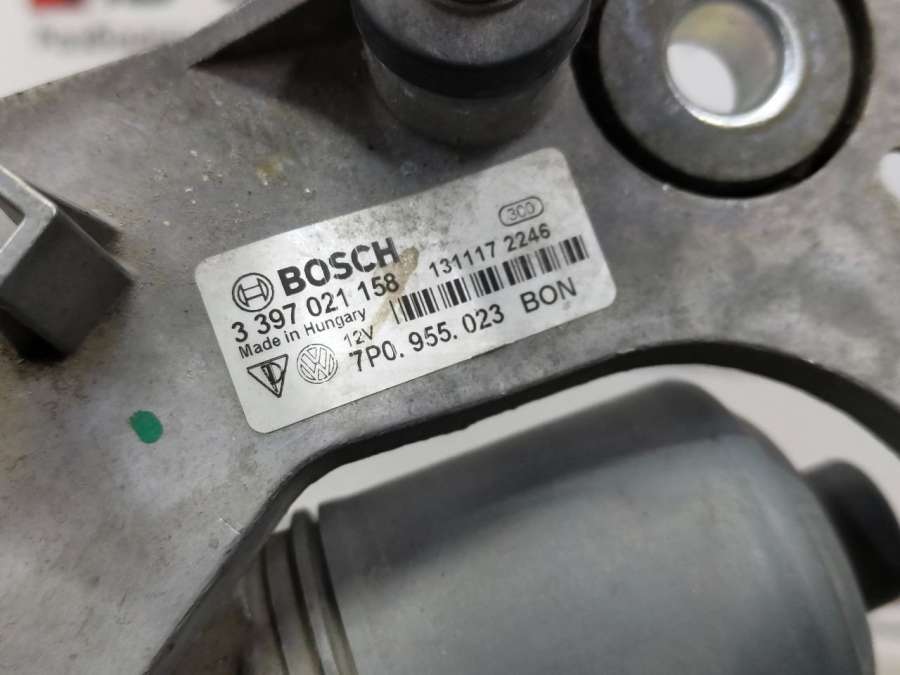 3C0
BOSCH
131117 2246
3 397 021 158
Made in Hungary
12V
7P0. 955. 023 BON